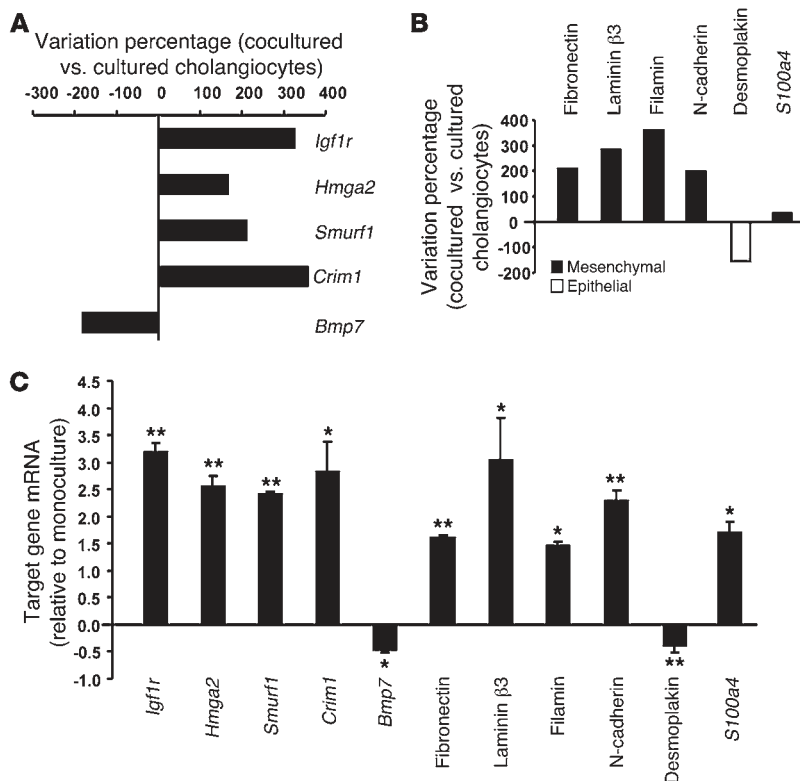 A
Variation percentage (cocultured
vs. cultured cholangiocytes)
-300 -200 -100 0 100 200 300 400
Igf1r
Hmga2
Smurf1
Crim1
Bmp7
B
Fibronectin
Laminin β3
Filamin
N-cadherin
Desmoplakin
S100a4
Variation percentage
(cocultured vs. cultured
cholangiocytes)
400
300
200
100
0
-100
-200
Mesenchymal
Epithelial
C
Target gene mRNA
(relative to monoculture)
4.5
4.0
3.5
3.0
2.5
2.0
1.5
1.0
0.5
0.0
-0.5
-1.0
** ** ** * * ** * * ** ** *
Igf1r
Hmga2
Smurf1
Crim1
Bmp7
Fibronectin
Laminin β3
Filamin
N-cadherin
Desmoplakin
S100a4